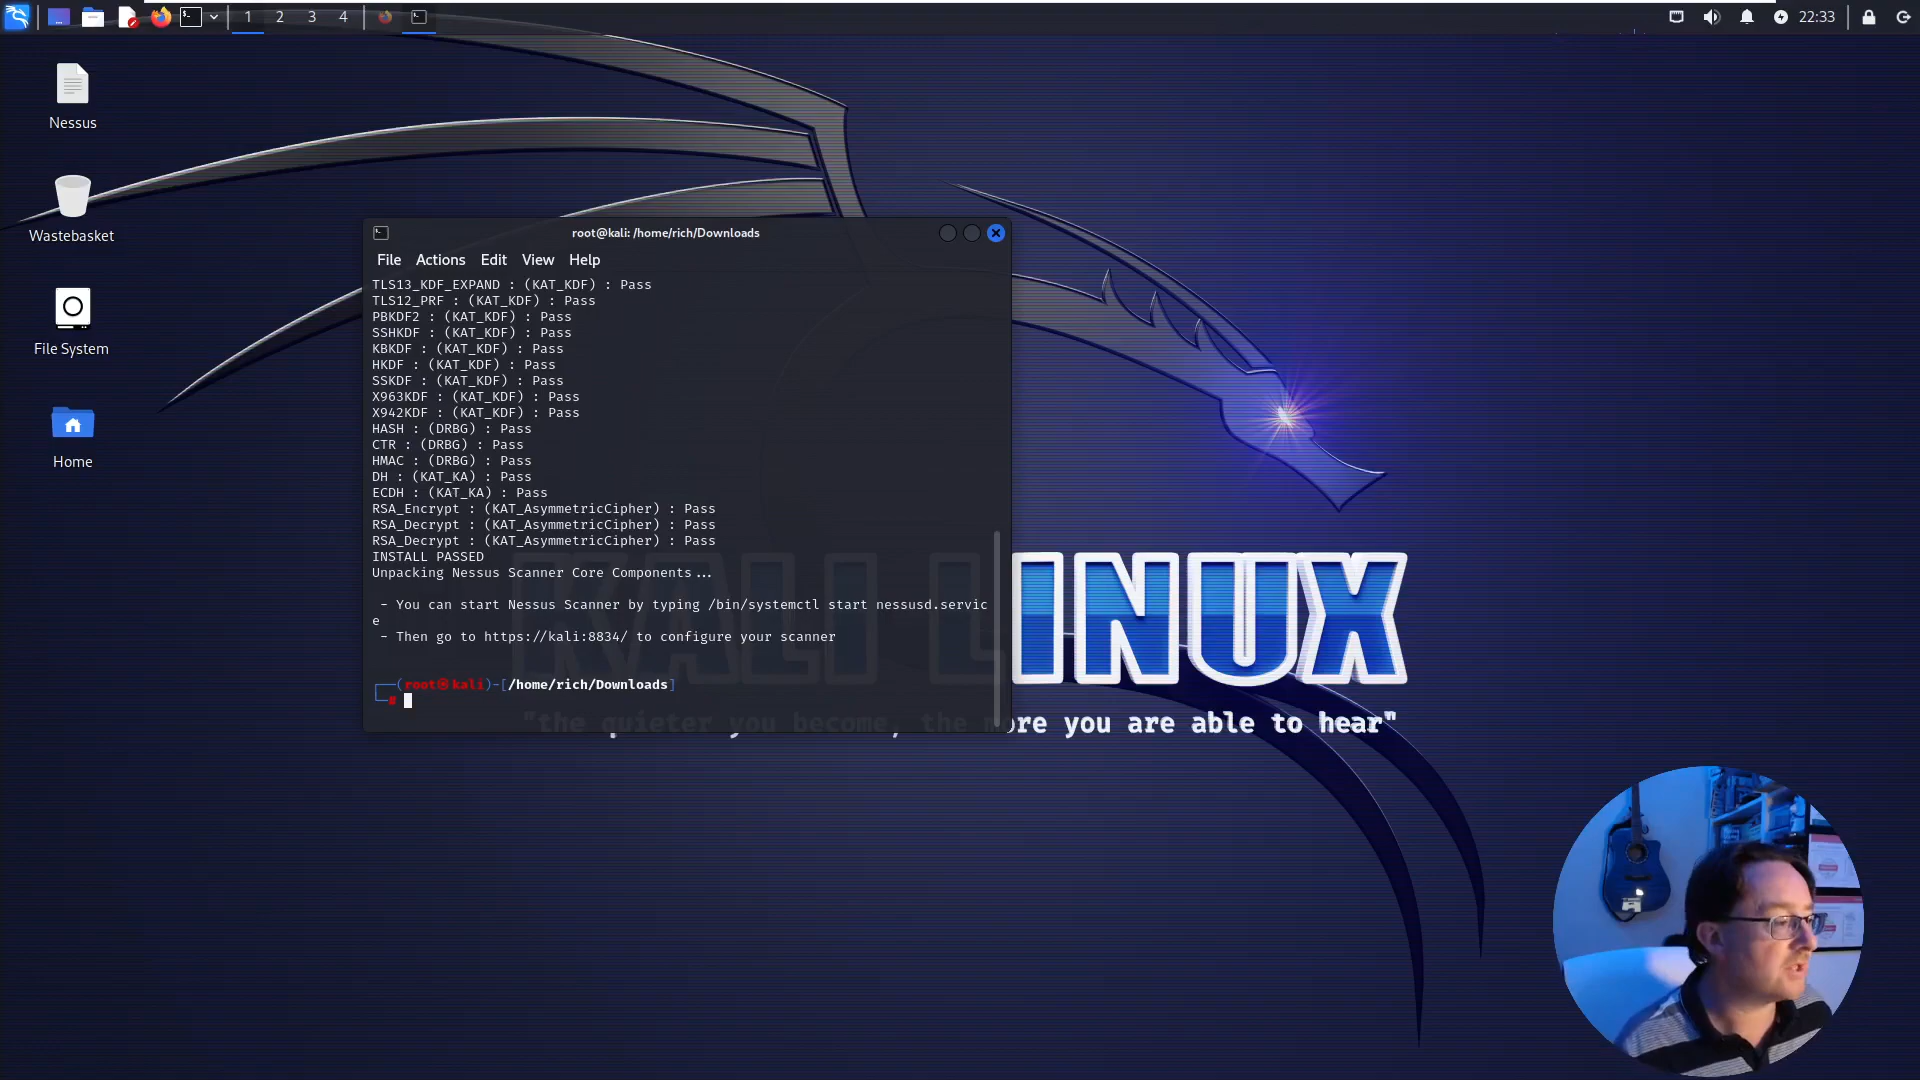 1 2 3 4
22:33
Nessus
Wastebasket
File System
Home
root@kali: /home/rich/Downloads
File Actions Edit View Help
TLS13_KDF_EXPAND : (KAT_KDF) : Pass
TLS12_PRF : (KAT_KDF) : Pass
PBKDF2 : (KAT_KDF) : Pass
SSHKDF : (KAT_KDF) : Pass
KBKDF : (KAT_KDF) : Pass
HKDF : (KAT_KDF) : Pass
SSKDF : (KAT_KDF) : Pass
X963KDF : (KAT_KDF) : Pass
X942KDF : (KAT_KDF) : Pass
HASH : (DRBG) : Pass
CTR : (DRBG) : Pass
HMAC : (DRBG) : Pass
DH : (KAT_KA) : Pass
ECDH : (KAT_KA) : Pass
RSA_Encrypt : (KAT_AsymmetricCipher) : Pass
RSA_Decrypt : (KAT_AsymmetricCipher) : Pass
RSA_Decrypt : (KAT_AsymmetricCipher) : Pass
INSTALL PASSED
Unpacking Nessus Scanner Core Components...
- You can start Nessus Scanner by typing /bin/systemctl start nessusd.servic
e
- Then go to https://kali:8834/ to configure your scanner
┌──(root㉿kali)-[/home/rich/Downloads]
└─#
KALI LINUX
"the quieter you become, the more you are able to hear"